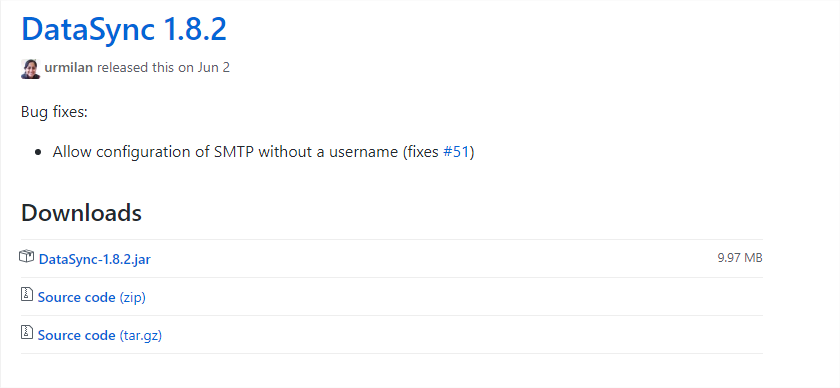 DataSync 1.8.2
urmilan released this on Jun 2
Bug fixes:
Allow configuration of SMTP without a username (fixes #51)
Downloads
DataSync-1.8.2.jar 9.97 MB
Source code (zip)
Source code (tar.gz)